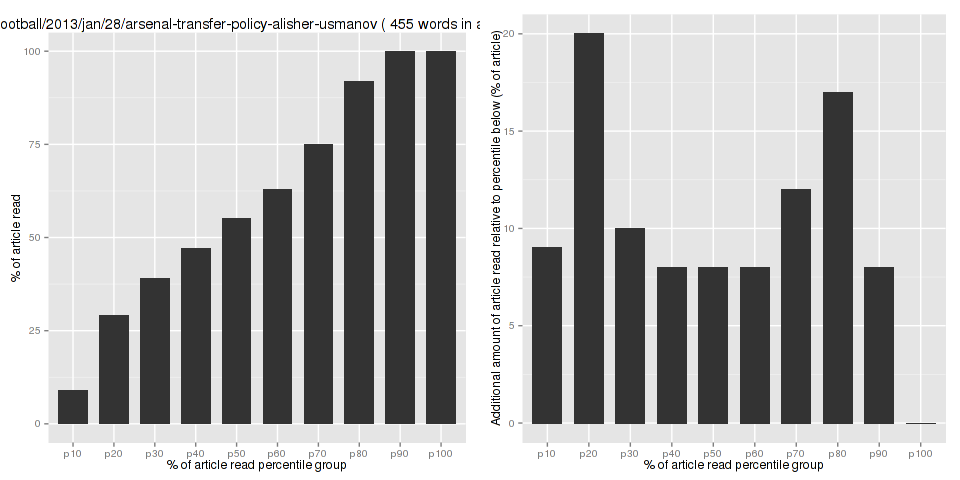 ootball/2013/jan/28/arsenal-transfer-policy-alisher-usmanov ( 455 words in
% of article read
100
75
50
25
0
p10 p20 p30 p40 p50 p60 p70 p80 p90 p100
% of article read percentile group
Additional amount of article read relative to percentile below (% of article)
20
15
10
5
0
p10 p20 p30 p40 p50 p60 p70 p80 p90 p100
% of article read percentile group